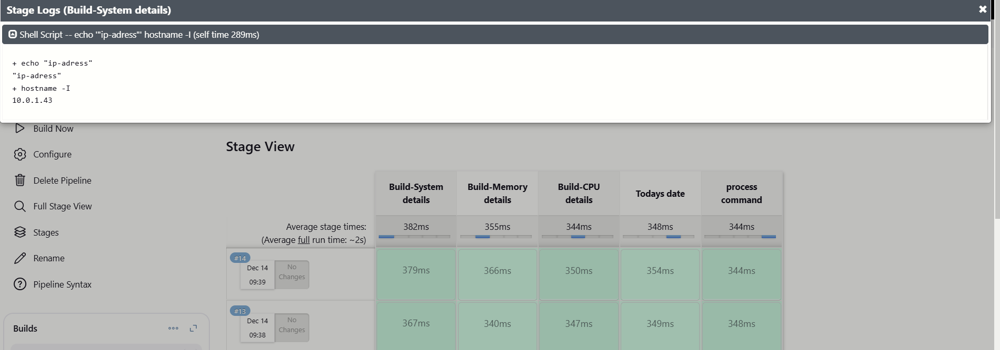 Stage Logs (Build-System details)
Shell Script -- echo '"ip-adress"' hostname -I (self time 289ms)
+ echo "ip-adress"
"ip-adress"
+ hostname -I
10.0.1.43
Build Now
Configure
Delete Pipeline
Full Stage View
Stages
Rename
Pipeline Syntax
Builds
Stage View
Build-System details
Build-Memory details
Build-CPU details
Todays date
process command
Average stage times:
382ms
355ms
344ms
348ms
344ms
(Average full run time: ~2s)
#14
Dec 14
09:39
No Changes
379ms
366ms
350ms
354ms
344ms
#13
Dec 14
09:38
No Changes
367ms
340ms
347ms
349ms
348ms